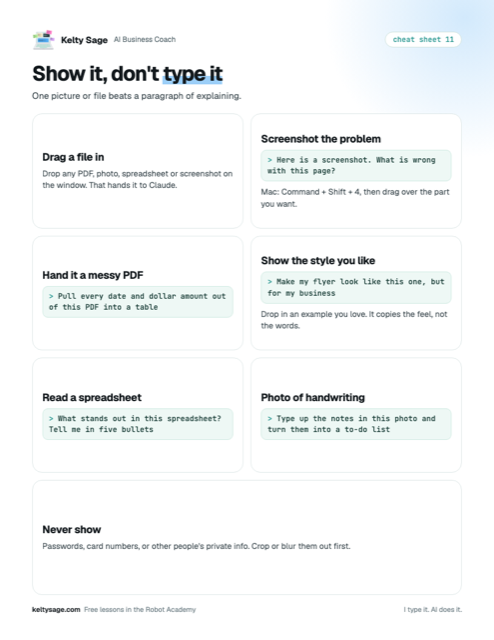 Kelty Sage AI Business Coach
cheat sheet 11
Show it, don't type it
One picture or file beats a paragraph of explaining.
Drag a file in
Drop any PDF, photo, spreadsheet or screenshot on
the window. That hands it to Claude.
Screenshot the problem
> Here is a screenshot. What is wrong
with this page?
Mac: Command + Shift + 4, then drag over the part
you want.
Hand it a messy PDF
> Pull every date and dollar amount out
of this PDF into a table
Show the style you like
> Make my flyer look like this one, but
for my business
Drop in an example you love. It copies the feel, not
the words.
Read a spreadsheet
> What stands out in this spreadsheet?
Tell me in five bullets
Photo of handwriting
> Type up the notes in this photo and
turn them into a to-do list
Never show
Passwords, card numbers, or other people's private info. Crop or blur them out first.
keltysage.com Free lessons in the Robot Academy
I type it. AI does it.